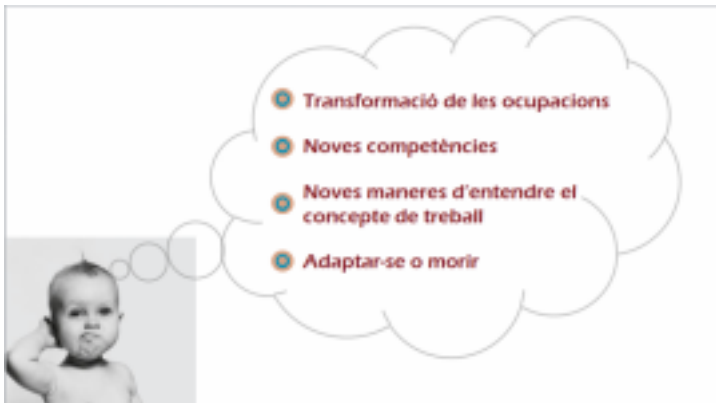 Transformació de les ocupacions
Noves competències
Noves maneres d'entendre el
concepte de treball
Adaptar-se o morir